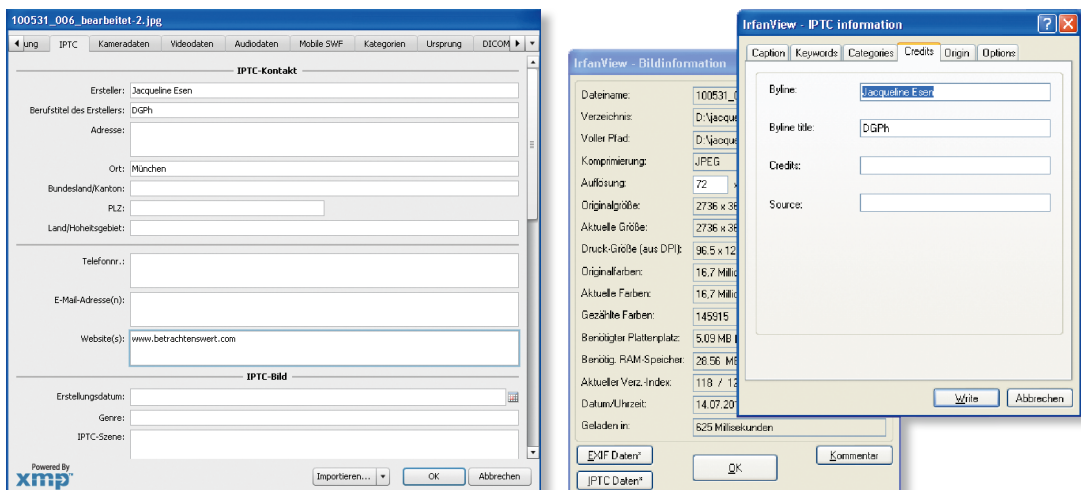 100531_006_bearbeitet-2.jpg
ung IPTC Kameradaten Videodaten Audiodaten Mobile SWF Kategorien Ursprung DICOM
IPTC-Kontakt
Ersteller: Jacqueline Esen
Berufstitel des Erstellers: DGPh
Adresse:
Ort: München
Bundesland/Kanton:
PLZ:
Land/Hoheitsgebiet:
Telefonnr.:
E-Mail-Adresse(n):
Website(s): www.betrachtenswert.com
IPTC-Bild
Erstellungsdatum:
Genre:
IPTC-Szene:
Powered By
xmp
Importieren... OK Abbrechen
IrfanView - Bildinformation
Dateiname: 100531_
Verzeichnis: D:\jacque
Voller Pfad: D:\jacque
Komprimierung: JPEG
Auflösung: 72 x
Originalgröße: 2736 x 36
Aktuelle Größe: 2736 x 36
Druck-Größe (aus DPI): 96.5 x 12
Originalfarben: 16,7 Millio
Aktuelle Farben: 16,7 Millio
Gezählte Farben: 145915
Benötigter Plattenplatz: 5.09 MB
Benötig. RAM-Speicher: 28.56 MB
Aktueller Verz.-Index: 118 / 12
Datum/Uhrzeit: 14.07.201
Geladen in: 625 Millisekunden
EXIF Daten*
IPTC Daten*
OK
Kommentar
IrfanView - IPTC information
Caption Keywords Categories Credits Origin Options
Byline: Jacqueline Esen
Byline title: DGPh
Credits:
Source:
Write Abbrechen